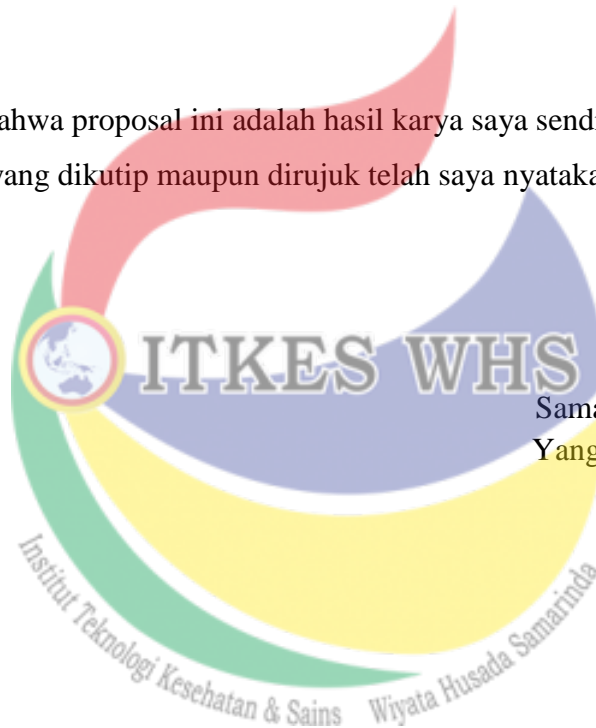 ahwa proposal ini adalah hasil karya saya sendi
yang dikutip maupun dirujuk telah saya nyataka
ITKES WHS
Sama
Yang
Institut Teknologi Kesehatan & Sains Wiyata Husada Samarinda